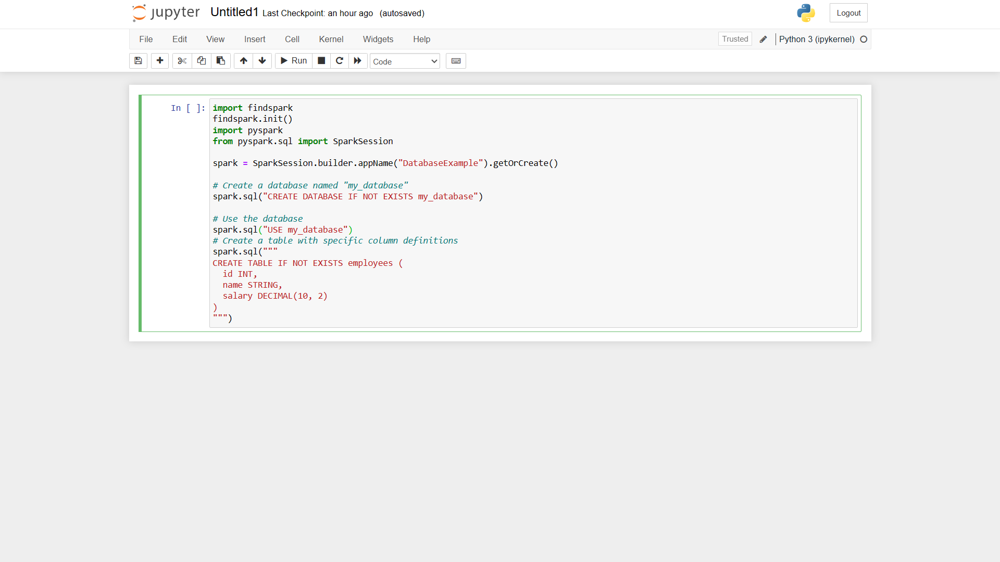 jupyter Untitled1 Last Checkpoint: an hour ago (autosaved) Logout
File Edit View Insert Cell Kernel Widgets Help Trusted Python 3 (ipykernel)
Run Code
In [ ]: import findspark
findspark.init()
import pyspark
from pyspark.sql import SparkSession
spark = SparkSession.builder.appName("DatabaseExample").getOrCreate()
# Create a database named "my_database"
spark.sql("CREATE DATABASE IF NOT EXISTS my_database")
# Use the database
spark.sql("USE my_database")
# Create a table with specific column definitions
spark.sql("""
CREATE TABLE IF NOT EXISTS employees (
  id INT,
  name STRING,
  salary DECIMAL(10, 2)
)
""")